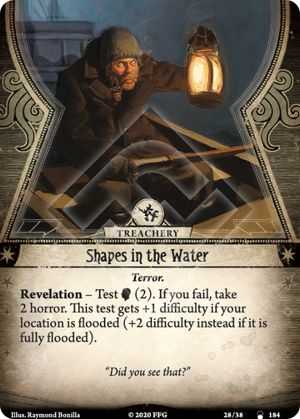 TREACHERY
Shapes in the Water
Terror.
Revelation – Test (2). If you fail, take
2 horror. This test gets +1 difficulty if your
location is flooded (+2 difficulty instead if it is
fully flooded).
"Did you see that?"
Illus. Raymond Bonilla © 2020 FFG 28/38 184